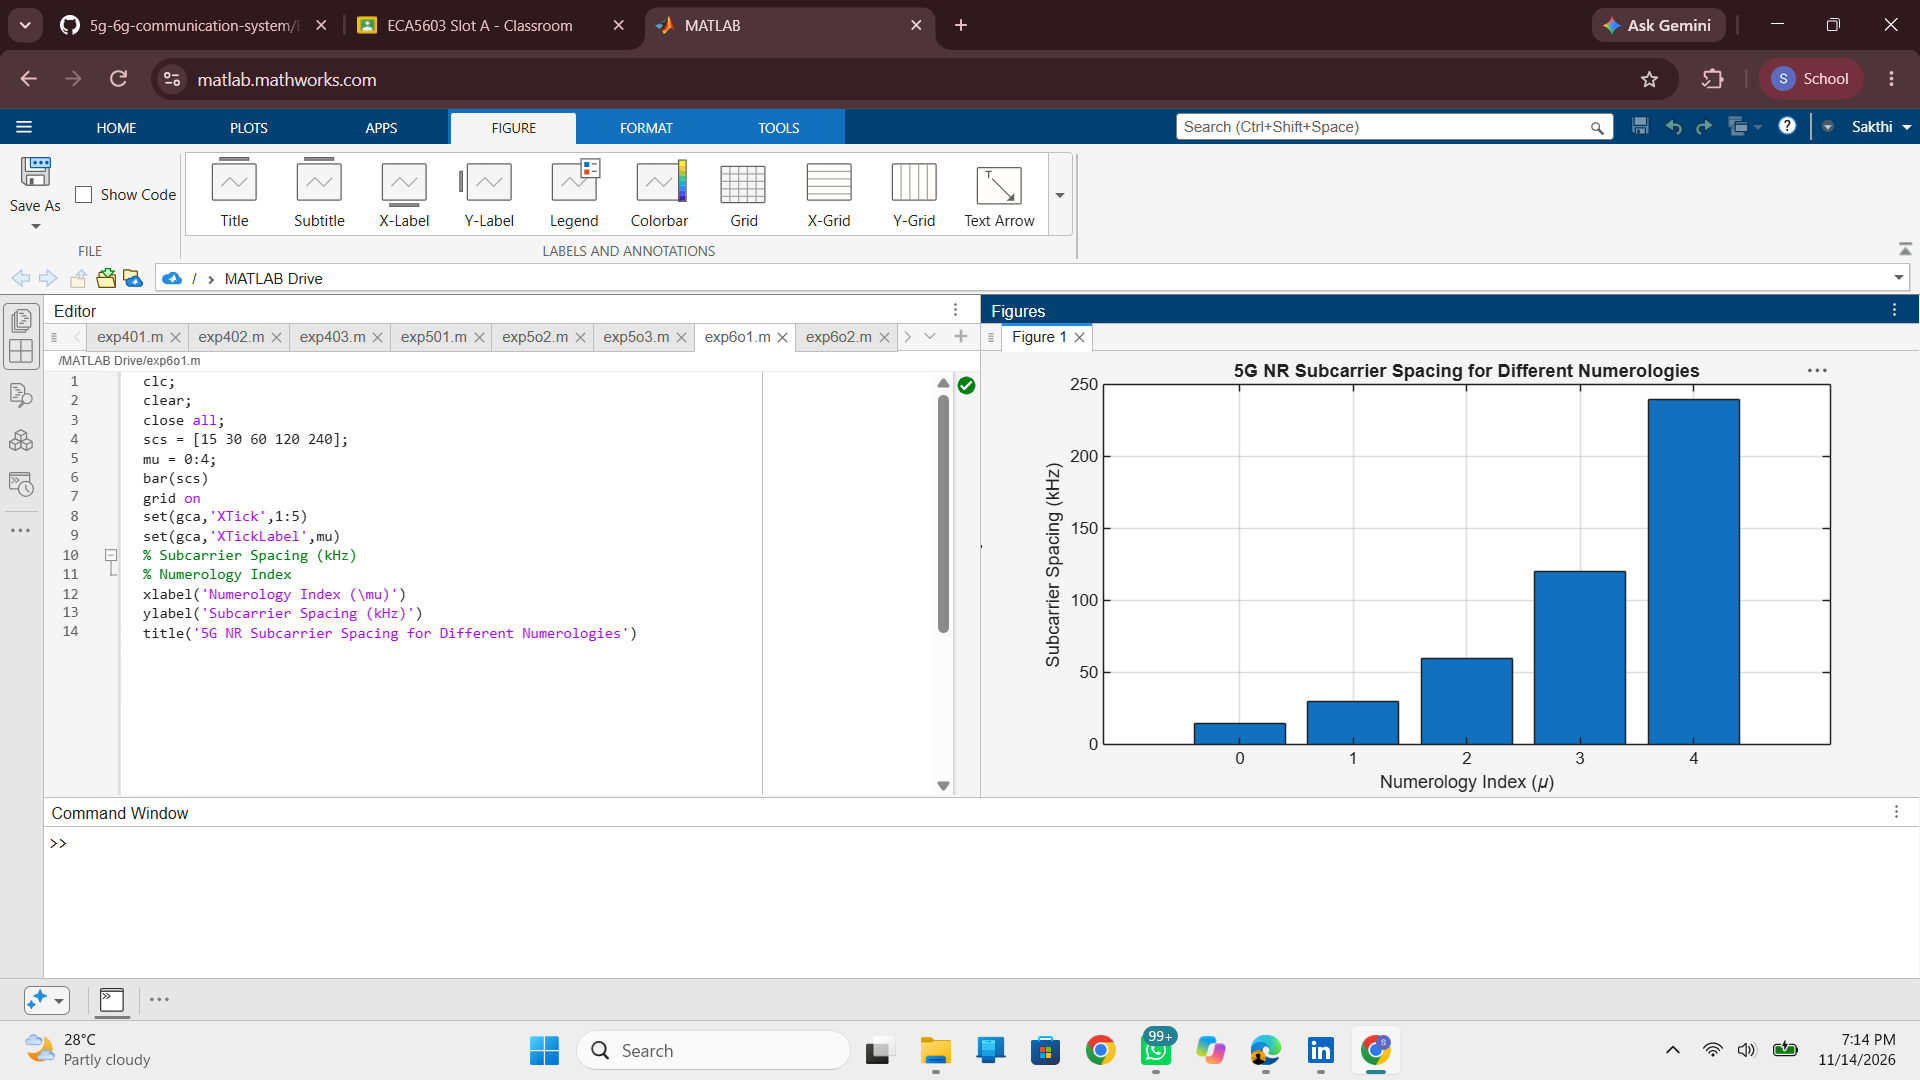 5g-6g-communication-system/E
ECA5603 Slot A - Classroom
MATLAB
Ask Gemini
matlab.mathworks.com
S School
HOME PLOTS APPS FIGURE FORMAT TOOLS
Search (Ctrl+Shift+Space)
Sakthi
Save As
Show Code
FILE
Title Subtitle X-Label Y-Label Legend Colorbar Grid X-Grid Y-Grid Text Arrow
LABELS AND ANNOTATIONS
/ > MATLAB Drive
Editor
exp401.m exp402.m exp403.m exp501.m exp5o2.m exp5o3.m exp6o1.m exp6o2.m
/MATLAB Drive/exp6o1.m
1 clc;
2 clear;
3 close all;
4 scs = [15 30 60 120 240];
5 mu = 0:4;
6 bar(scs)
7 grid on
8 set(gca,'XTick',1:5)
9 set(gca,'XTickLabel',mu)
10 % Subcarrier Spacing (kHz)
11 % Numerology Index
12 xlabel('Numerology Index (\mu)')
13 ylabel('Subcarrier Spacing (kHz)')
14 title('5G NR Subcarrier Spacing for Different Numerologies')
Figures
Figure 1
5G NR Subcarrier Spacing for Different Numerologies
250
200
150
100
50
0
Subcarrier Spacing (kHz)
0 1 2 3 4
Numerology Index (μ)
Command Window
>>
28°C
Partly cloudy
Search
99+
7:14 PM
11/14/2026